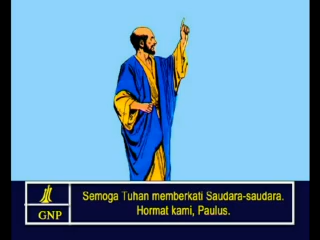 Semoga Tuhan memberkati Saudara-saudara.
Hormat kami, Paulus.
GNP